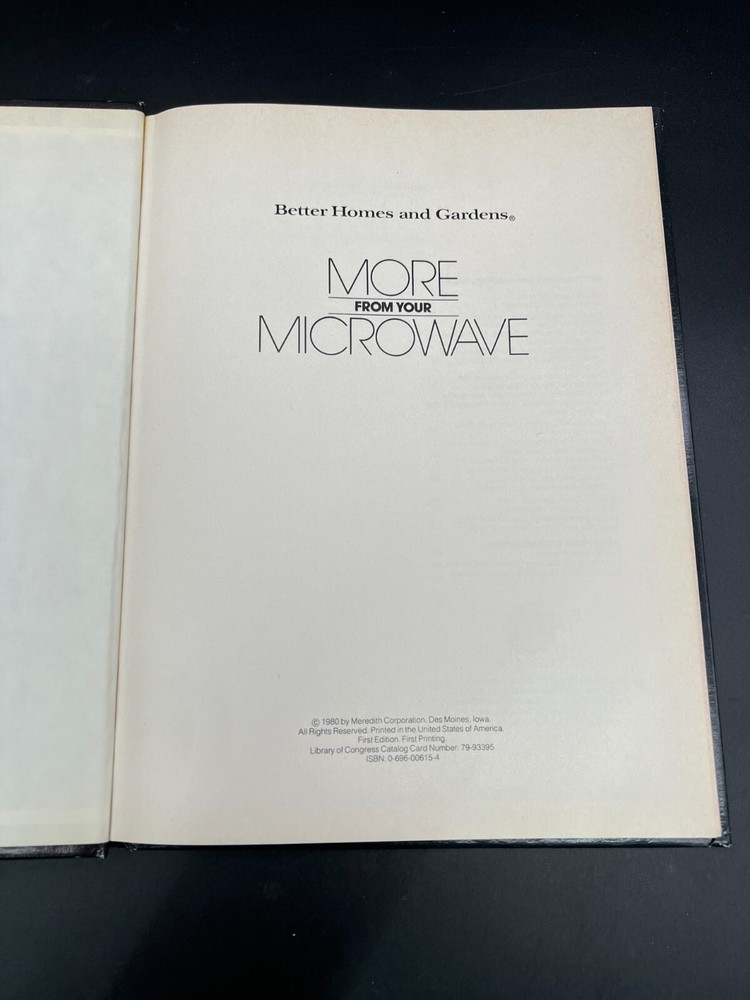 Better Homes and Gardens®
MORE
FROM YOUR
MICROWAVE
© 1980 by Meredith Corporation, Des Moines, Iowa.
All Rights Reserved. Printed in the United States of America.
First Edition. First Printing.
Library of Congress Catalog Card Number: 79-93395
ISBN: 0-696-00615-4